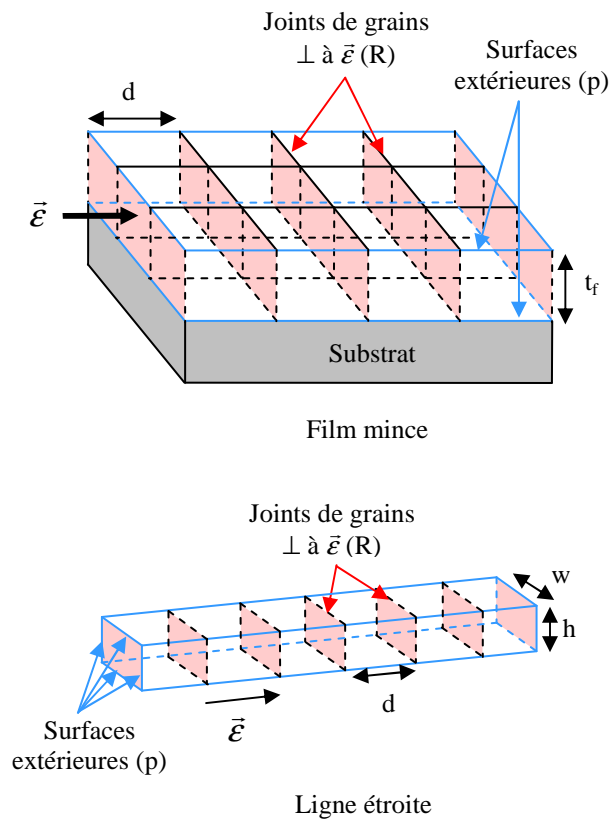 Joints de grains
⊥ à ε⃗ (R)
Surfaces
extérieures (p)
d
ε⃗
t_f
Substrat
Film mince
Joints de grains
⊥ à ε⃗ (R)
w
h
d
ε⃗
Surfaces
extérieures (p)
Ligne étroite